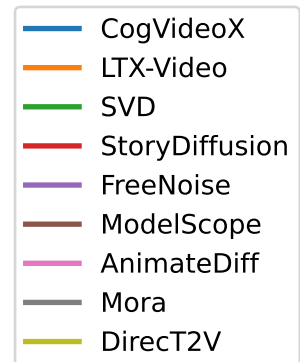 CogVideoX
LTX-Video
SVD
StoryDiffusion
FreeNoise
ModelScope
AnimateDiff
Mora
DirecT2V